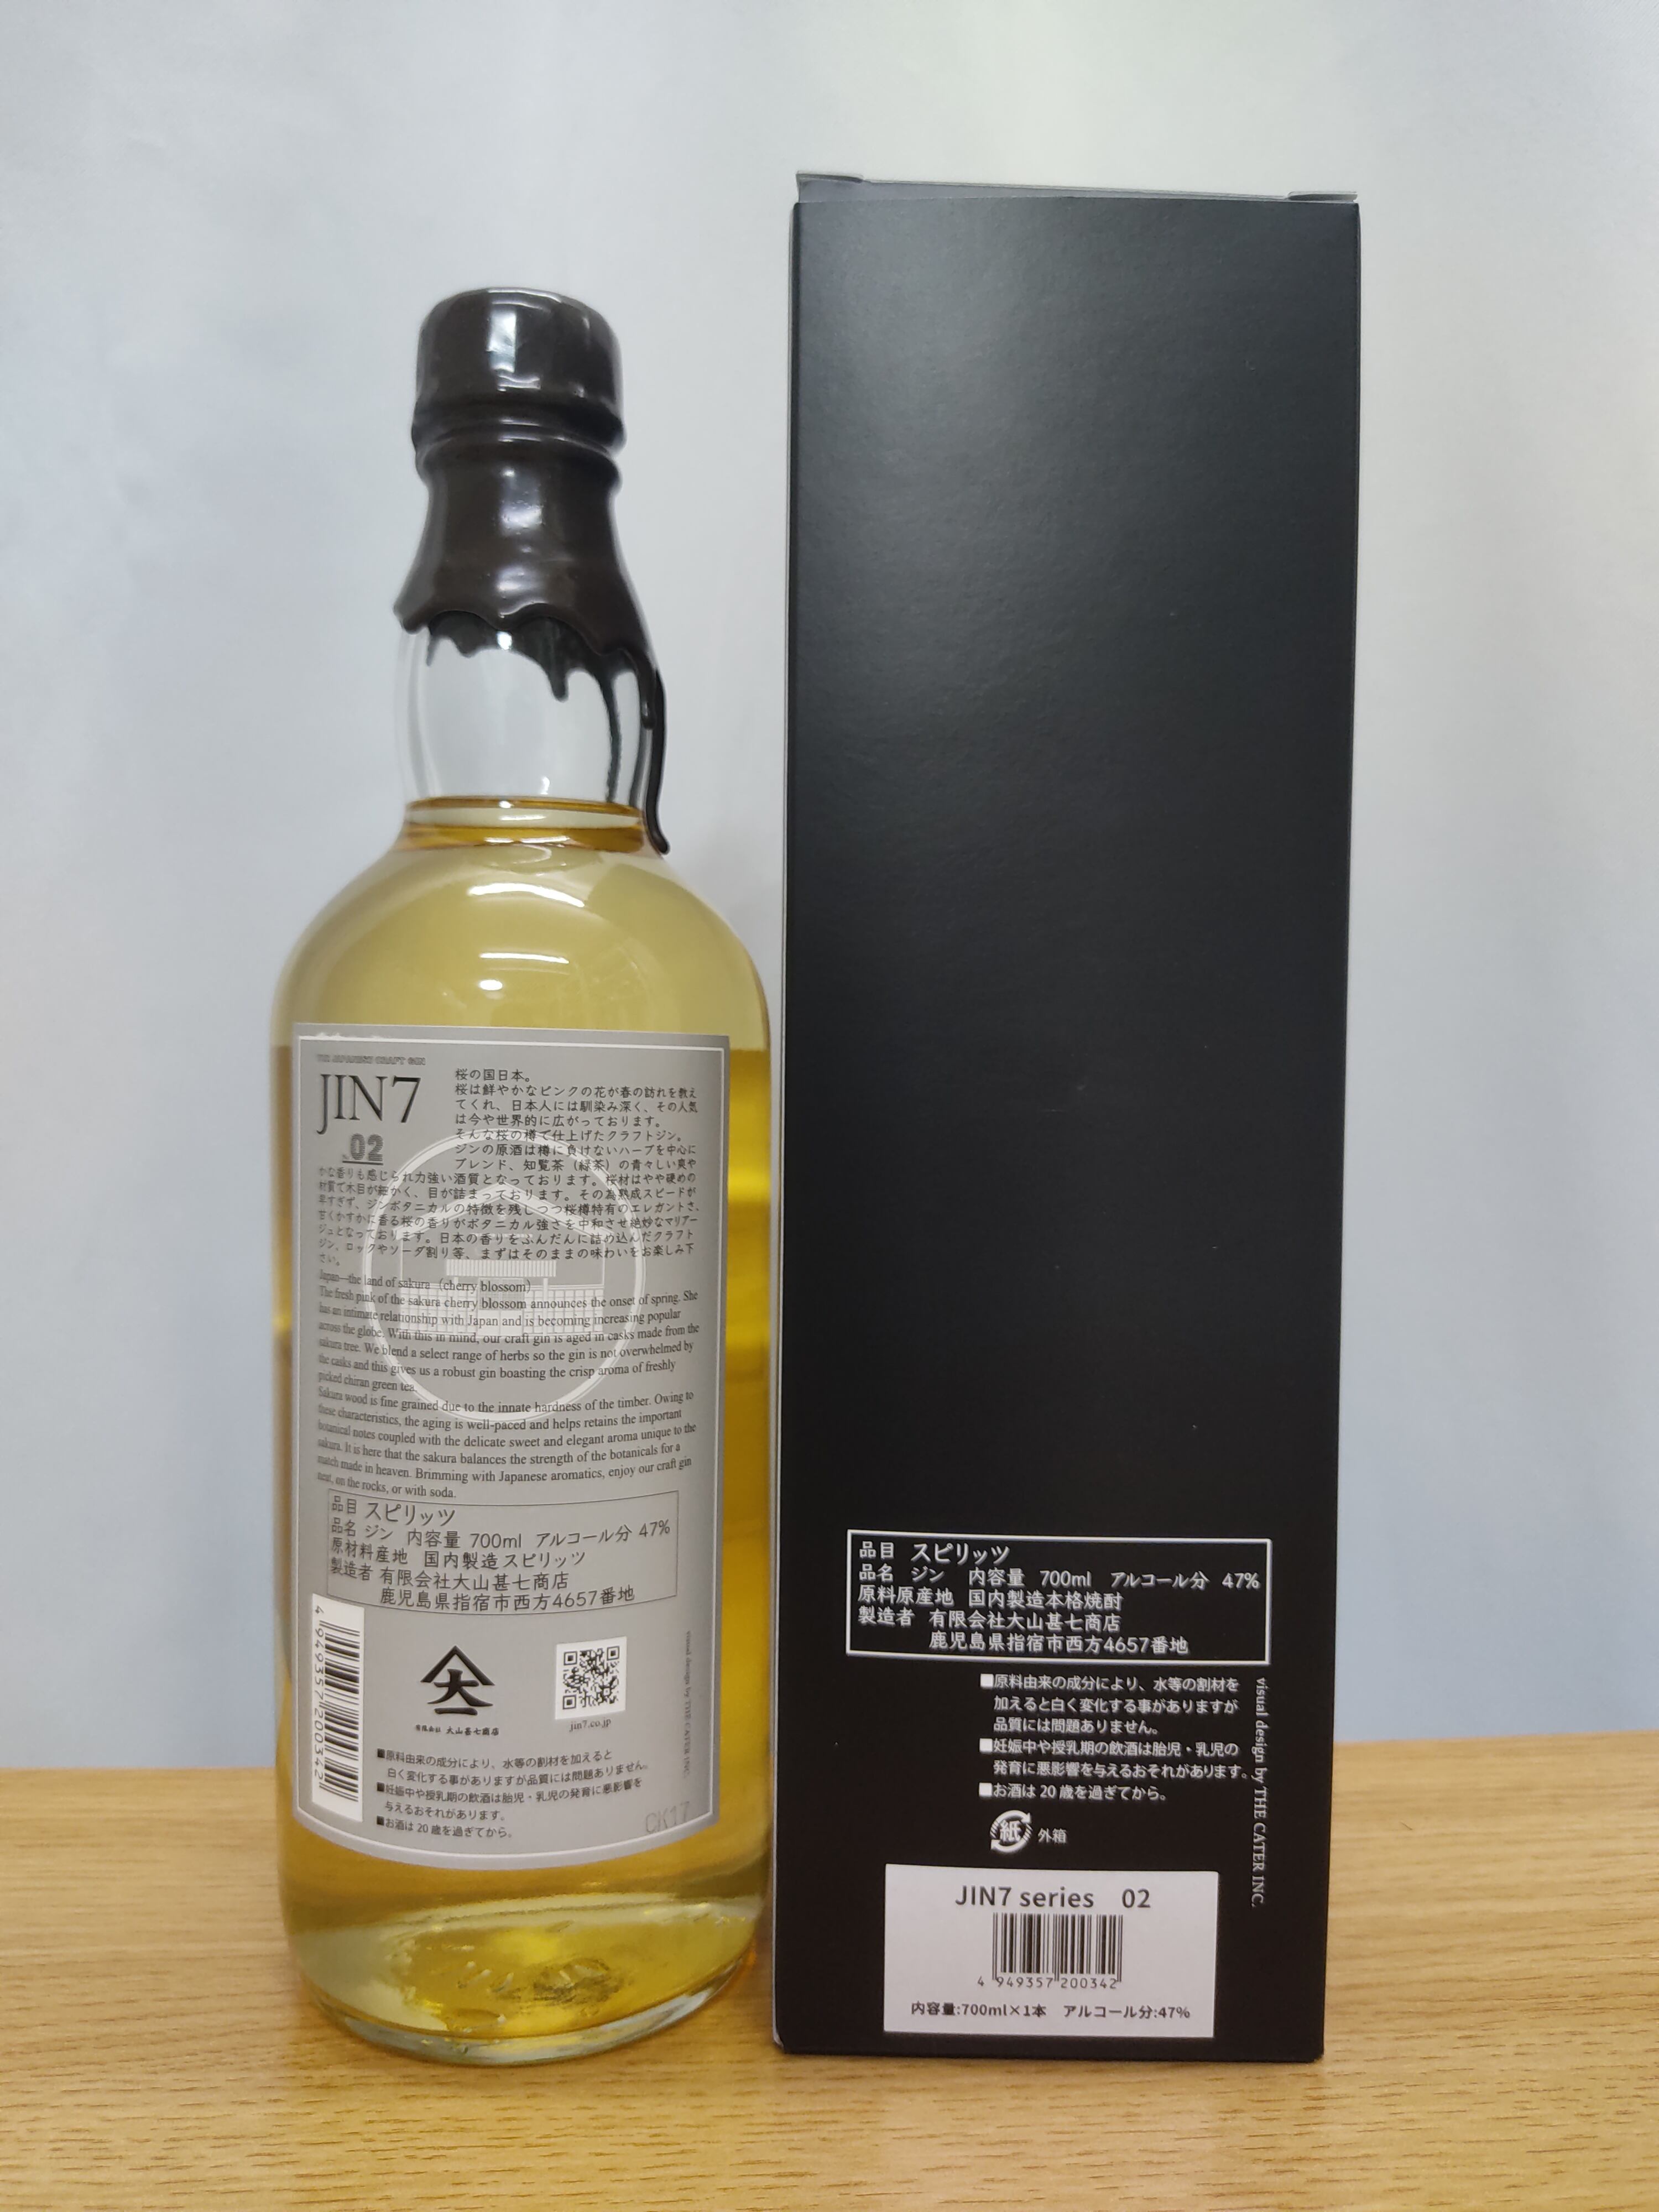 THE JAPANESE CRAFT GIN
JIN7
.02
桜の国日本。
桜は鮮やかなピンクの花が春の訪れを教え
てくれ、日本人には馴染み深く、その人気
は今や世界的に広がっております。
そんな桜の樽で仕上げたクラフトジン。
ジンの原酒は樽に負けないハーブを中心に
ブレンド、知覧茶（緑茶）の青々しい爽や
かな香りも感じられ力強い酒質となっております。桜材はやや硬めの
材質で木目が細かく、目が詰まっております。その為熟成スピードが
早すぎず、ジンボタニカルの特徴を残しつつ桜樽特有のエレガントさ、
甘くかすかに香る桜の香りがボタニカル強さを中和させ絶妙なマリアー
ジュとなっております。日本の香りをふんだんに詰め込んだクラフト
ジン、ロックやソーダ割り等、まずはそのままの味わいをお楽しみ下
さい。
Japan—the land of sakura （cherry blossom）
The fresh pink of the sakura cherry blossom announces the onset of spring. She
has an intimate relationship with Japan and is becoming increasing popular
across the globe. With this in mind, our craft gin is aged in casks made from the
sakura tree. We blend a select range of herbs so the gin is not overwhelmed by
the casks and this gives us a robust gin boasting the crisp aroma of freshly
picked chiran green tea.
Sakura wood is fine grained due to the innate hardness of the timber. Owing to
these characteristics, the aging is well-paced and helps retains the important
botanical notes coupled with the delicate sweet and elegant aroma unique to the
sakura. It is here that the sakura balances the strength of the botanicals for a
match made in heaven. Brimming with Japanese aromatics, enjoy our craft gin
neat, on the rocks, or with soda.
品目 スピリッツ
品名 ジン 内容量 700ml アルコール分 47%
原材料産地 国内製造スピリッツ
製造者 有限会社大山甚七商店
鹿児島県指宿市西方4657番地
4 949357 200342
大
有限会社 大山甚七商店
jin7.co.jp
visual design by THE CATER INC.
■原料由来の成分により、水等の割材を加えると
白く変化する事がありますが品質には問題ありません。
■妊娠中や授乳期の飲酒は胎児・乳児の発育に悪影響を
与えるおそれがあります。
■お酒は20歳を過ぎてから。
CK17
品目 スピリッツ
品名 ジン 内容量 700ml アルコール分 47%
原料原産地 国内製造本格焼酎
製造者 有限会社大山甚七商店
鹿児島県指宿市西方4657番地
■原料由来の成分により、水等の割材を
加えると白く変化する事がありますが
品質には問題ありません。
■妊娠中や授乳期の飲酒は胎児・乳児の
発育に悪影響を与えるおそれがあります。
■お酒は20歳を過ぎてから。
visual design by THE CATER INC.
紙 外箱
JIN7 series 02
4 949357 200342
内容量:700ml×1本 アルコール分:47%